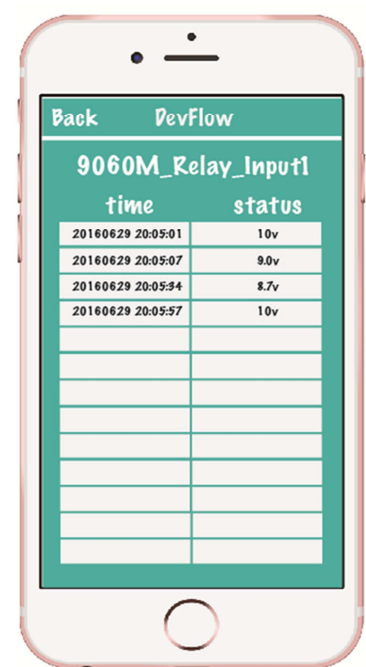 Back DevFlow
9060M_Relay_Input1
time status
20160629 20:05:01 10v
20160629 20:05:07 9.0v
20160629 20:05:34 8.7v
20160629 20:05:57 10v